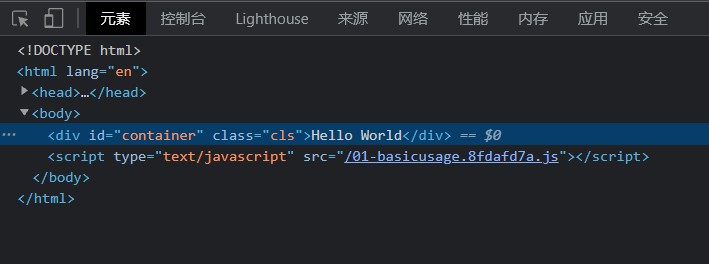 元素 控制台 Lighthouse 来源 网络 性能 内存 应用 安全
<!DOCTYPE html>
<html lang="en">
<head>…</head>
<body>
… <div id="container" class="cls">Hello World</div> == $0
<script type="text/javascript" src="/01-basicusage.8fdafd7a.js"></script>
</body>
</html>